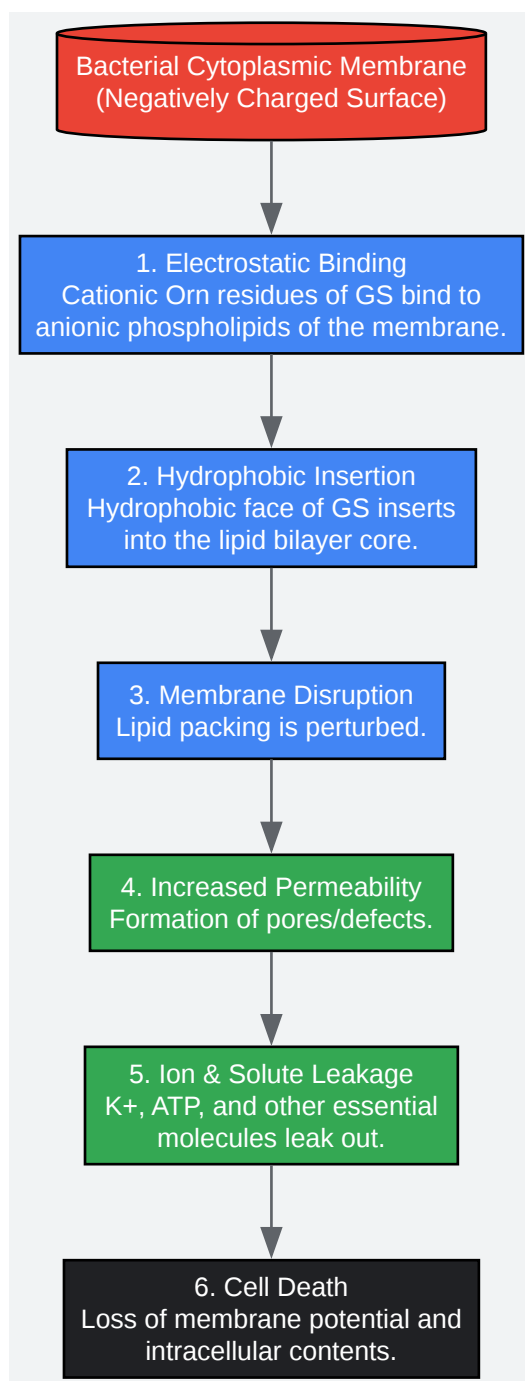 Bacterial Cytoplasmic Membrane
(Negatively Charged Surface)
1. Electrostatic Binding
Cationic Orn residues of GS bind to
anionic phospholipids of the membrane.
2. Hydrophobic Insertion
Hydrophobic face of GS inserts
into the lipid bilayer core.
3. Membrane Disruption
Lipid packing is perturbed.
4. Increased Permeability
Formation of pores/defects.
5. Ion & Solute Leakage
K+, ATP, and other essential
molecules leak out.
6. Cell Death
Loss of membrane potential and
intracellular contents.